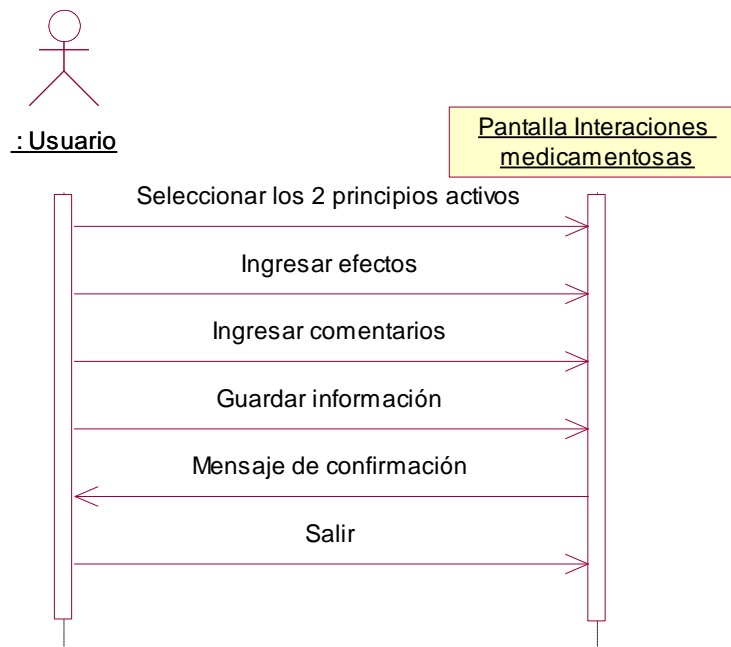 : Usuario
Pantalla Interaciones
medicamentosas
Seleccionar los 2 principios activos
Ingresar efectos
Ingresar comentarios
Guardar información
Mensaje de confirmación
Salir